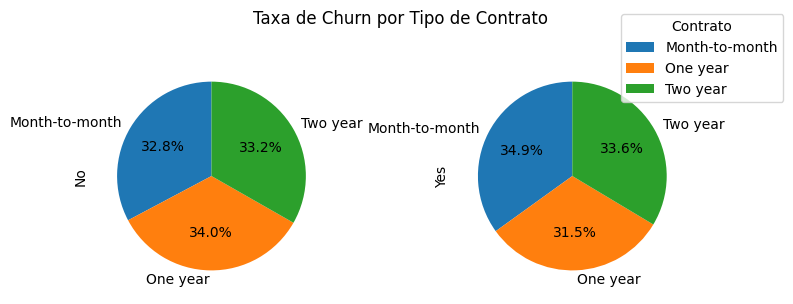 Taxa de Churn por Tipo de Contrato
Contrato
Month-to-month
One year
Two year
No
Month-to-month
32.8%
Two year
33.2%
34.0%
One year
Yes
Month-to-month
34.9%
Two year
33.6%
31.5%
One year